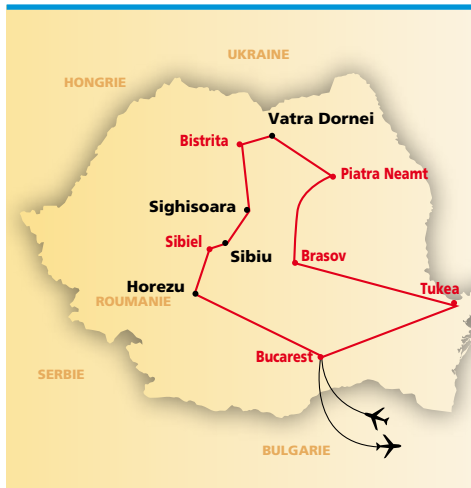 UKRAINE
HONGRIE
Vatra Dornei
Bistrita
Piatra Neamt
Sighisoara
Sibiel
Sibiu
Brasov
Horezu
Tukea
ROUMANIE
Bucarest
SERBIE
BULGARIE